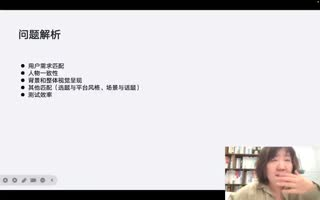 问题解析
用户需求匹配
人物一致性
背景和整体视觉呈现
其他匹配（选题与平台风格、场景与话题）
测试效率